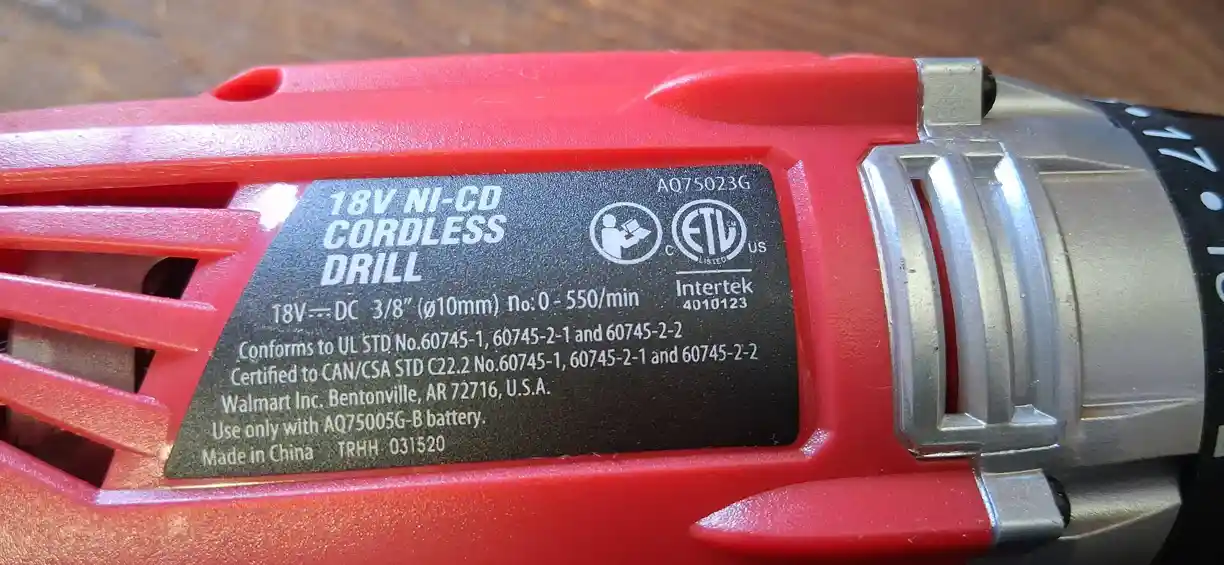 18V NI-CD
CORDLESS
DRILL
AQ75023G
C ETL US
LISTED
Intertek
4010123
18V⎓DC 3/8" (ø10mm) no: 0 - 550/min
Conforms to UL STD No.60745-1, 60745-2-1 and 60745-2-2
Certified to CAN/CSA STD C22.2 No.60745-1, 60745-2-1 and 60745-2-2
Walmart Inc. Bentonville, AR 72716, U.S.A.
Use only with AQ75005G-B battery.
Made in China TRHH 031520
17